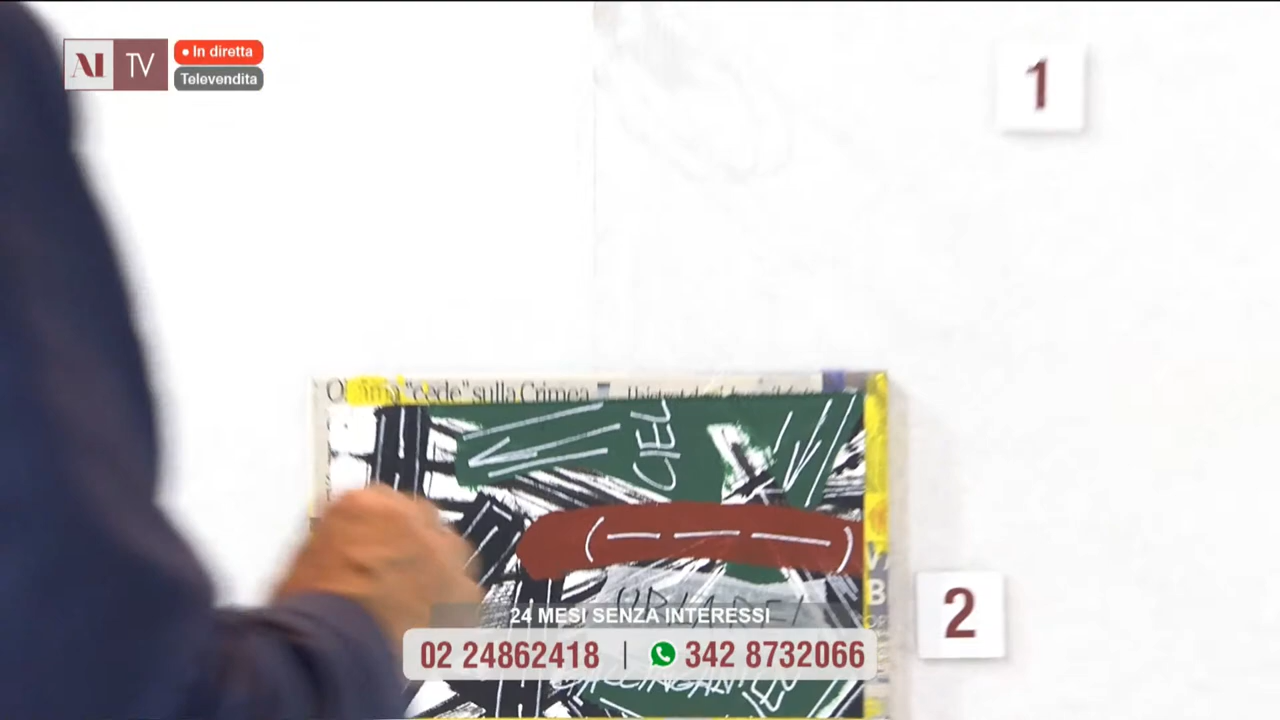 AI TV
In diretta
Televendita
1
"cede" sulla Crimea
CIEL
(— — —)
2
B
24 MESI SENZA INTERESSI
02 24862418 | 342 8732066